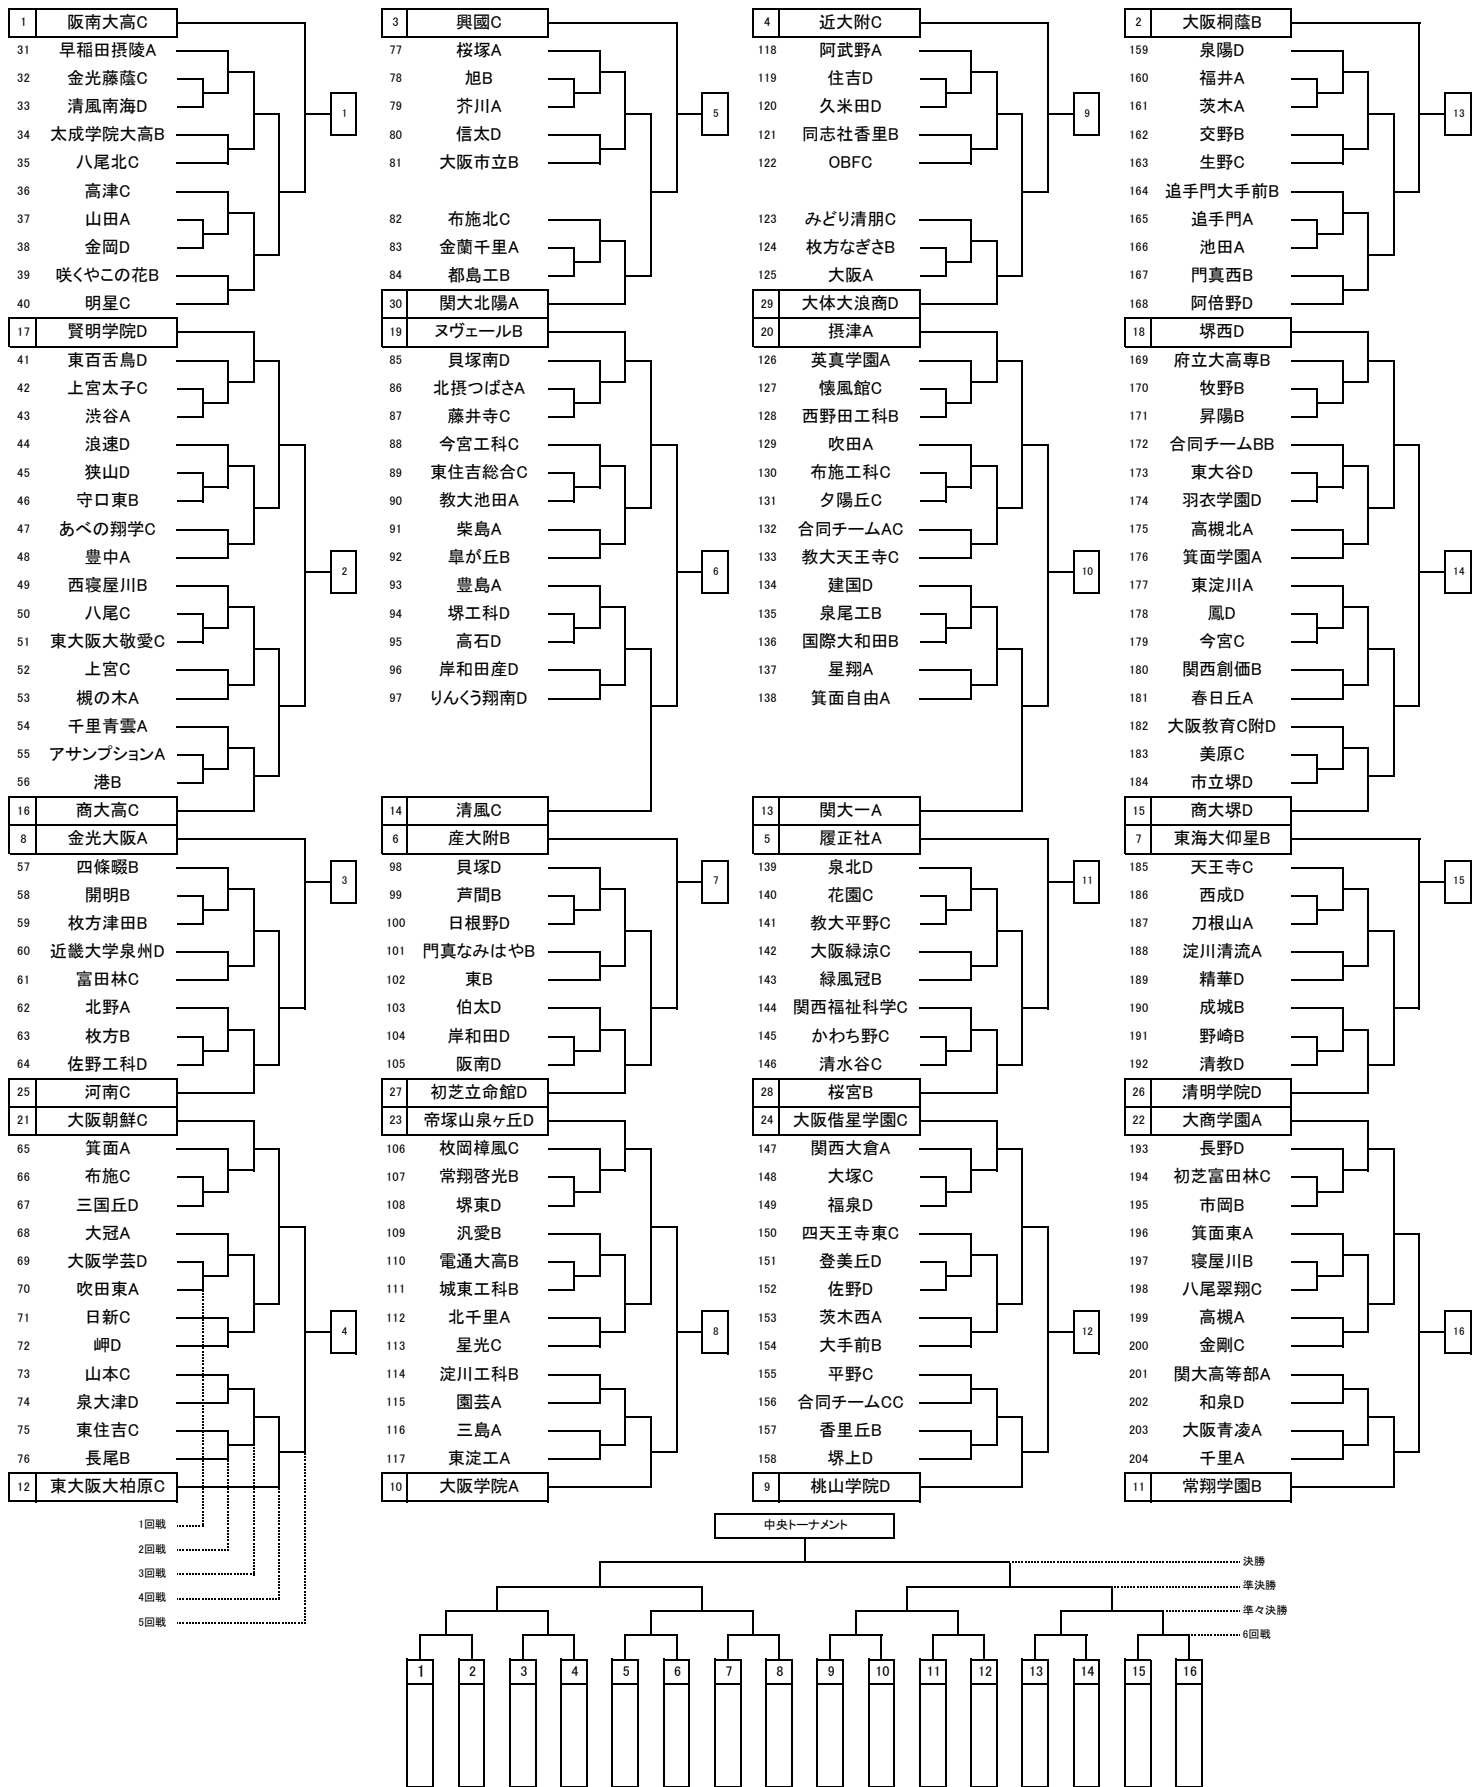 1 阪南大高C
31 早稲田摂陵A
32 金光藤蔭C
33 清風南海D
34 太成学院大高B
35 八尾北C
36 高津C
37 山田A
38 金岡D
39 咲くやこの花B
40 明星C
1
17 賢明学院D
41 東百舌鳥D
42 上宮太子C
43 渋谷A
44 浪速D
45 狭山D
46 守口東B
47 あべの翔学C
48 豊中A
49 西寝屋川B
50 八尾C
51 東大阪大敬愛C
52 上宮C
53 槻の木A
54 千里青雲A
55 アサンプションA
56 港B
16 商大高C
2
8 金光大阪A
57 四條畷B
58 開明B
59 枚方津田B
60 近畿大学泉州D
61 富田林C
62 北野A
63 枚方B
64 佐野工科D
25 河南C
3
21 大阪朝鮮C
65 箕面A
66 布施C
67 三国丘D
68 大冠A
69 大阪学芸D
70 吹田東A
71 日新C
72 岬D
73 山本C
74 泉大津D
75 東住吉C
76 長尾B
12 東大阪大柏原C
4
1回戦
2回戦
3回戦
4回戦
5回戦
3 興國C
77 桜塚A
78 旭B
79 芥川A
80 信太D
81 大阪市立B
82 布施北C
83 金蘭千里A
84 都島工B
30 関大北陽A
5
19 ヌヴェールB
85 貝塚南D
86 北摂つばさA
87 藤井寺C
88 今宮工科C
89 東住吉総合C
90 教大池田A
91 柴島A
92 皐が丘B
93 豊島A
94 堺工科D
95 高石D
96 岸和田産D
97 りんくう翔南D
14 清風C
6
6 産大附B
98 貝塚D
99 芦間B
100 日根野D
101 門真なみはやB
102 東B
103 伯太D
104 岸和田D
105 阪南D
27 初芝立命館D
7
23 帝塚山泉ヶ丘D
106 枚岡樟風C
107 常翔啓光B
108 堺東D
109 汎愛B
110 電通大高B
111 城東工科B
112 北千里A
113 星光C
114 淀川工科B
115 園芸A
116 三島A
117 東淀工A
10 大阪学院A
8
4 近大附C
118 阿武野A
119 住吉D
120 久米田D
121 同志社香里B
122 OBFC
123 みどり清朋C
124 枚方なぎさB
125 大阪A
29 大体大浪商D
9
20 摂津A
126 英真学園A
127 懐風館C
128 西野田工科B
129 吹田A
130 布施工科C
131 夕陽丘C
132 合同チームAC
133 教大天王寺C
134 建国D
135 泉尾工B
136 国際大和田B
137 星翔A
138 箕面自由A
13 関大一A
10
5 履正社A
139 泉北D
140 花園C
141 教大平野C
142 大阪緑涼C
143 緑風冠B
144 関西福祉科学C
145 かわち野C
146 清水谷C
28 桜宮B
11
24 大阪偕星学園C
147 関西大倉A
148 大塚C
149 福泉D
150 四天王寺東C
151 登美丘D
152 佐野D
153 茨木西A
154 大手前B
155 平野C
156 合同チームCC
157 香里丘B
158 堺上D
9 桃山学院D
12
2 大阪桐蔭B
159 泉陽D
160 福井A
161 茨木A
162 交野B
163 生野C
164 追手門大手前B
165 追手門A
166 池田A
167 門真西B
168 阿倍野D
13
18 堺西D
169 府立大高専B
170 牧野B
171 昇陽B
172 合同チームBB
173 東大谷D
174 羽衣学園D
175 高槻北A
176 箕面学園A
177 東淀川A
178 鳳D
179 今宮C
180 関西創価B
181 春日丘A
182 大阪教育C附D
183 美原C
184 市立堺D
15 商大堺D
14
7 東海大仰星B
185 天王寺C
186 西成D
187 刀根山A
188 淀川清流A
189 精華D
190 成城B
191 野崎B
192 清教D
26 清明学院D
15
22 大商学園A
193 長野D
194 初芝富田林C
195 市岡B
196 箕面東A
197 寝屋川B
198 八尾翠翔C
199 高槻A
200 金剛C
201 関大高等部A
202 和泉D
203 大阪青凌A
204 千里A
11 常翔学園B
16
中央トーナメント
決勝
準決勝
準々決勝
6回戦
1 2 3 4 5 6 7 8 9 10 11 12 13 14 15 16